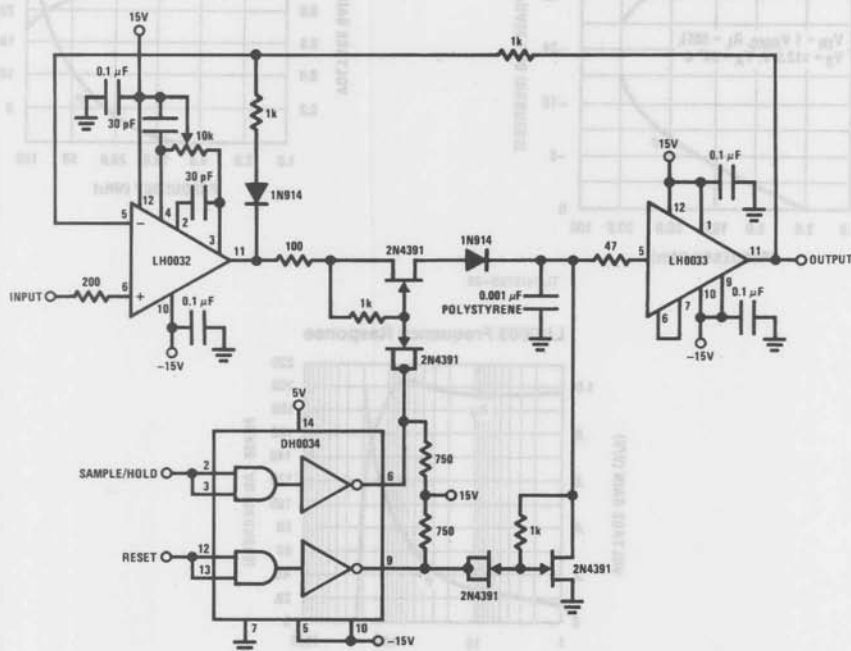 15V
1k
0.1 µF
30 pF
10k
1k
30 pF
15V
0.1 µF
12
4
2
3
1N914
5
−
LH0032
11
100
2N4391
1N914
47
12
1
5
LH0033
11
OUTPUT
INPUT
200
6
+
10
0.1 µF
−15V
1k
0.001 µF
POLYSTYRENE
6
7
10
9
0.1 µF
−15V
2N4391
5V
14
DH0034
SAMPLE/HOLD
2
3
6
750
15V
750
1k
RESET
12
13
9
2N4391
2N4391
7
5
10
−15V